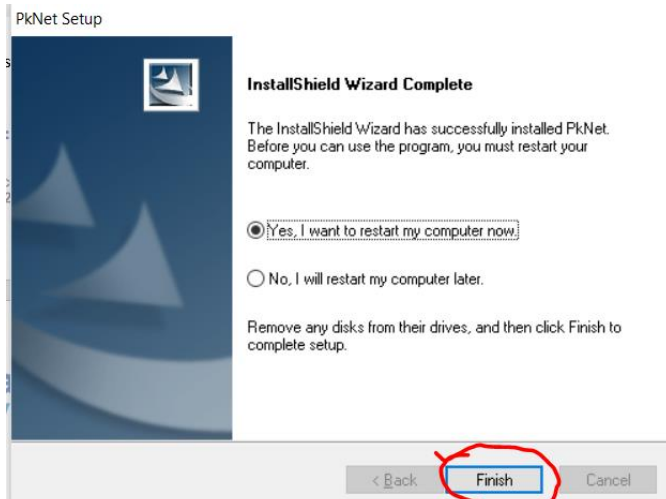 PkNet Setup
InstallShield Wizard Complete
The InstallShield Wizard has successfully installed PkNet.
Before you can use the program, you must restart your
computer.
Yes, I want to restart my computer now.
No, I will restart my computer later.
Remove any disks from their drives, and then click Finish to
complete setup.
< Back Finish Cancel